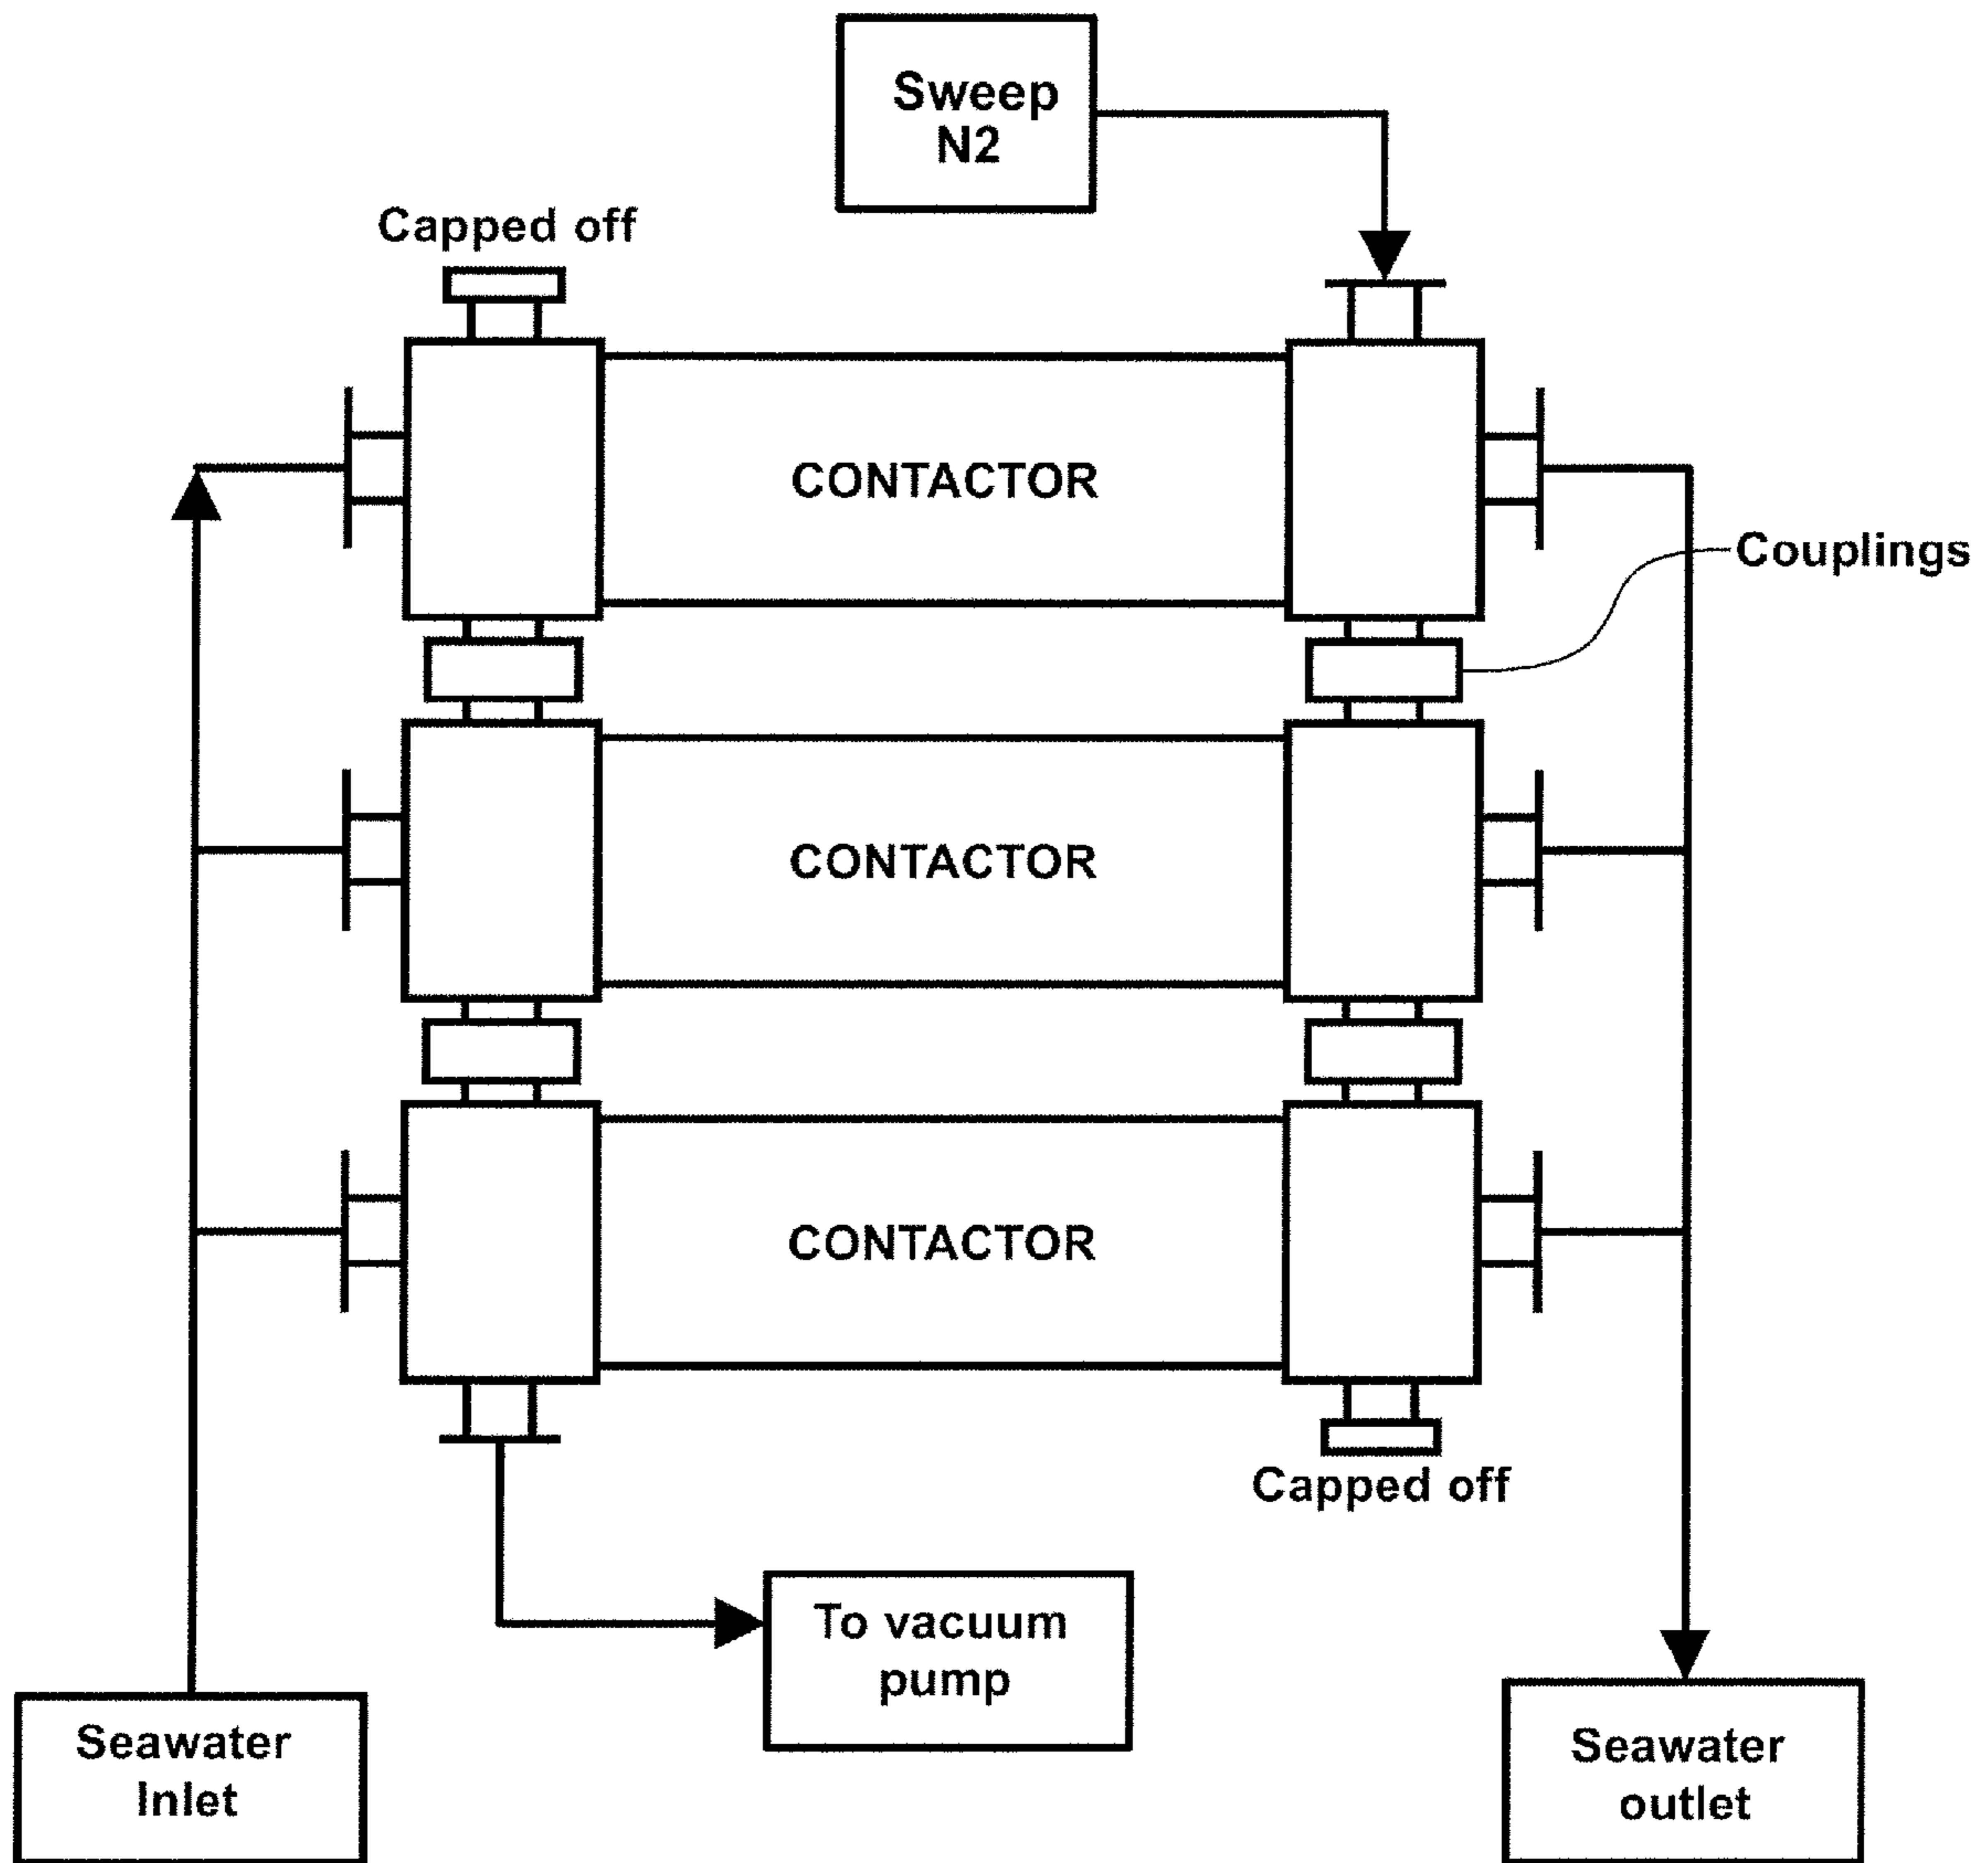 Sweep
N2
Capped off
CONTACTOR
Couplings
CONTACTOR
CONTACTOR
Capped off
To vacuum
pump
Seawater
Inlet
Seawater
outlet